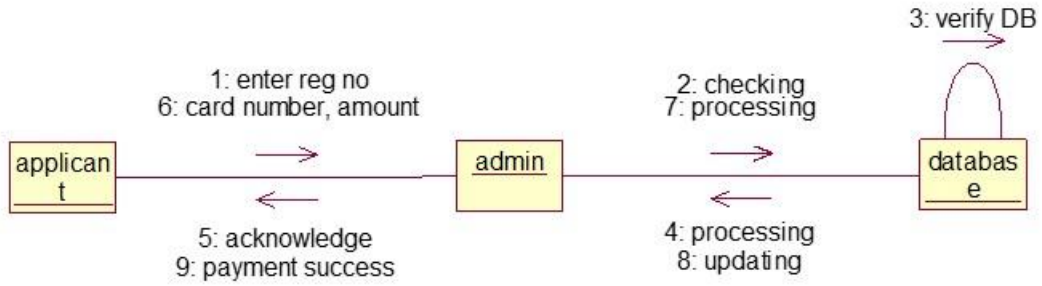 3: verify DB
1: enter reg no
6: card number, amount
2: checking
7: processing
applican
t
admin
databas
e
5: acknowledge
9: payment success
4: processing
8: updating